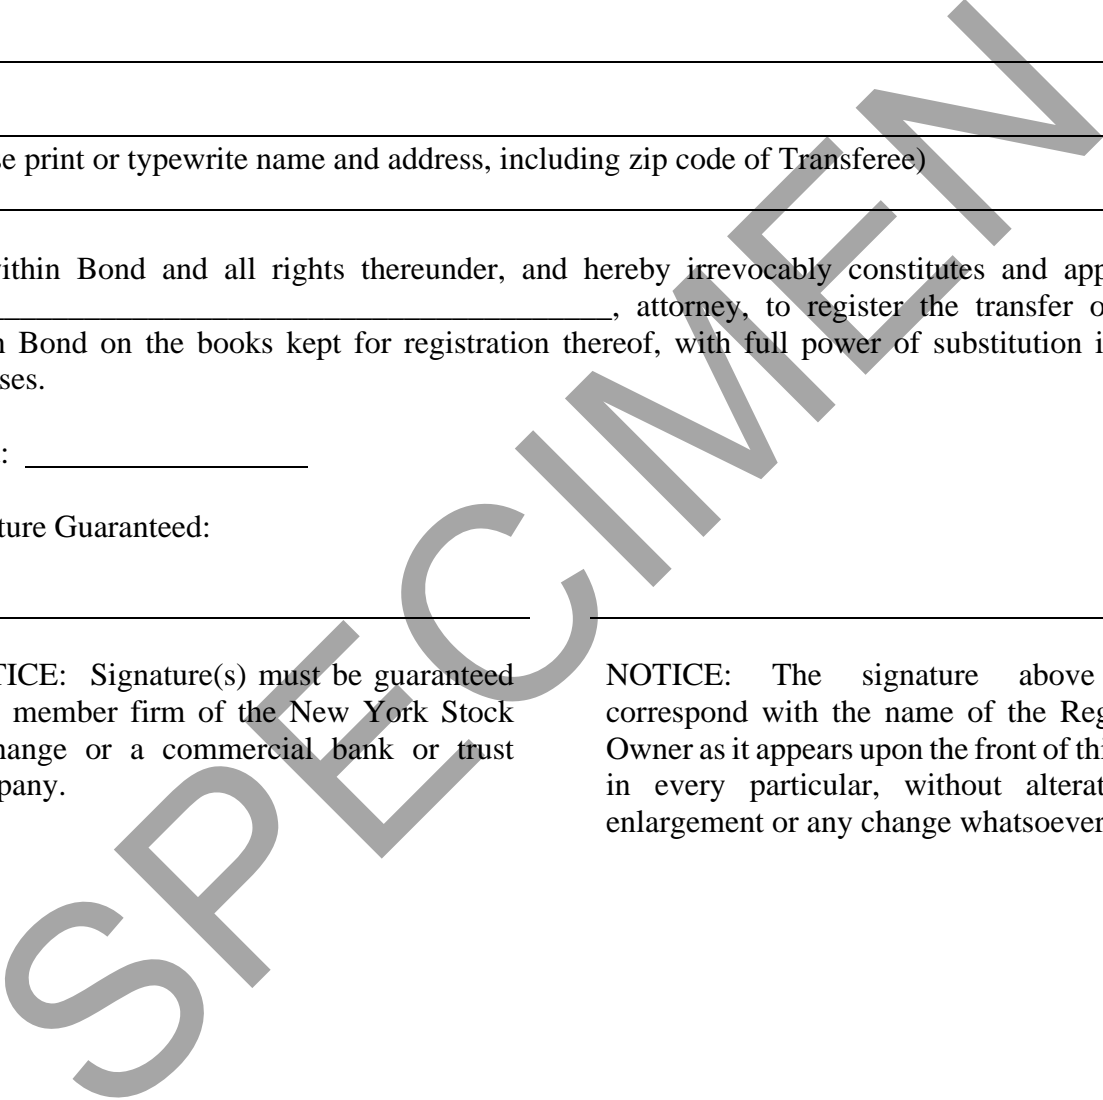 e print or typewrite name and address, including zip code of Transferee)
ithin Bond and all rights thereunder, and hereby irrevocably constitutes and app
______________________________________, attorney, to register the transfer o
n Bond on the books kept for registration thereof, with full power of substitution i
ses.
: __________________
ture Guaranteed:
TICE: Signature(s) must be guaranteed
member firm of the New York Stock
hange or a commercial bank or trust
pany.
NOTICE: The signature above
correspond with the name of the Reg
Owner as it appears upon the front of thi
in every particular, without alterat
enlargement or any change whatsoever
SPECIMEN